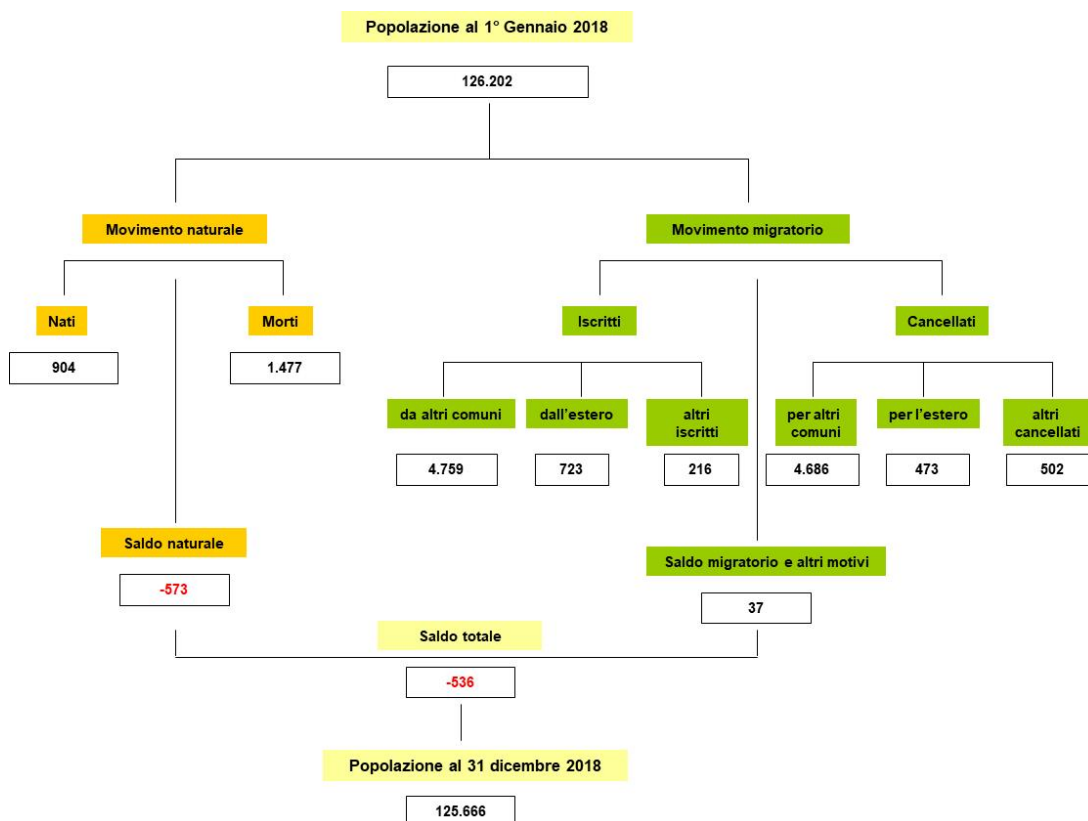 Popolazione al 1° Gennaio 2018
126.202
Movimento naturale
Movimento migratorio
Nati
Morti
Iscritti
Cancellati
904
1.477
da altri comuni
dall'estero
altri
iscritti
per altri
comuni
per l'estero
altri
cancellati
4.759
723
216
4.686
473
502
Saldo naturale
Saldo migratorio e altri motivi
-573
37
Saldo totale
-536
Popolazione al 31 dicembre 2018
125.666